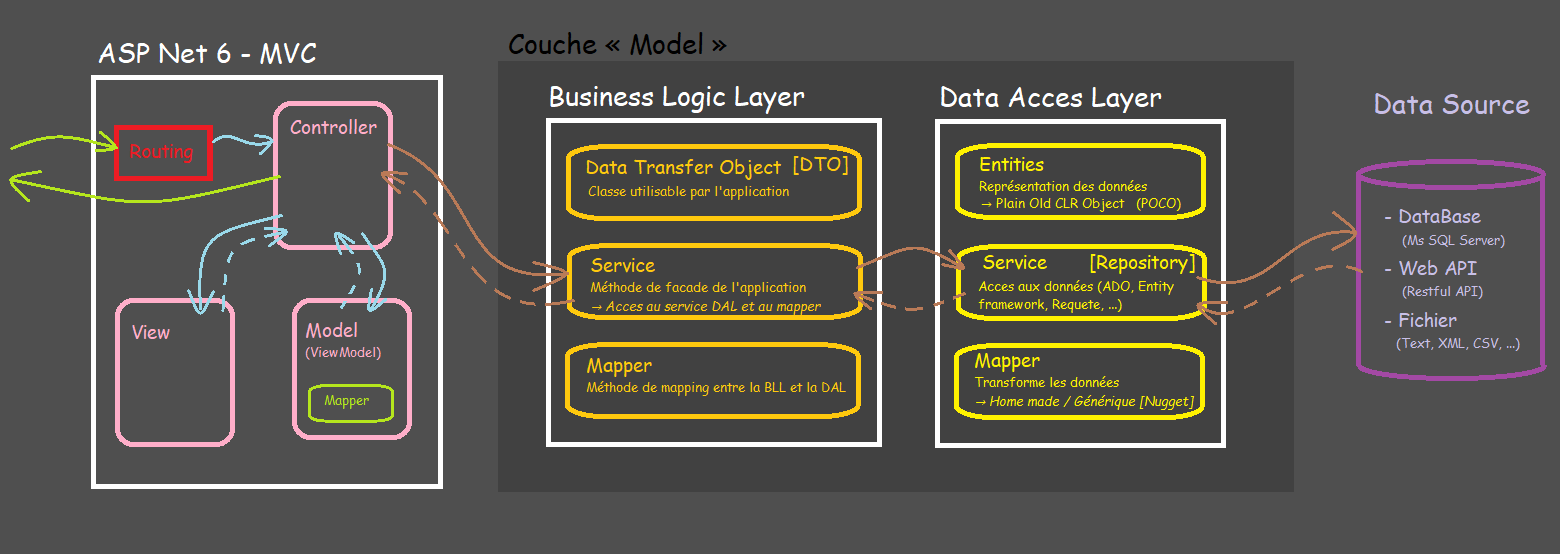 ASP Net 6 - MVC
Routing
Controller
View
Model
(ViewModel)
Mapper
Couche « Model »
Business Logic Layer
Data Transfer Object [DTO]
Classe utilisable par l'application
Service
Méthode de facade de l'application
→ Acces au service DAL et au mapper
Mapper
Méthode de mapping entre la BLL et la DAL
Data Acces Layer
Entities
Représentation des données
→ Plain Old CLR Object (POCO)
Service [Repository]
Acces aux données (ADO, Entity
framework, Requete, ...)
Mapper
Transforme les données
→ Home made / Générique [Nugget]
Data Source
- DataBase
(Ms SQL Server)
- Web API
(Restful API)
- Fichier
(Text, XML, CSV, ...)